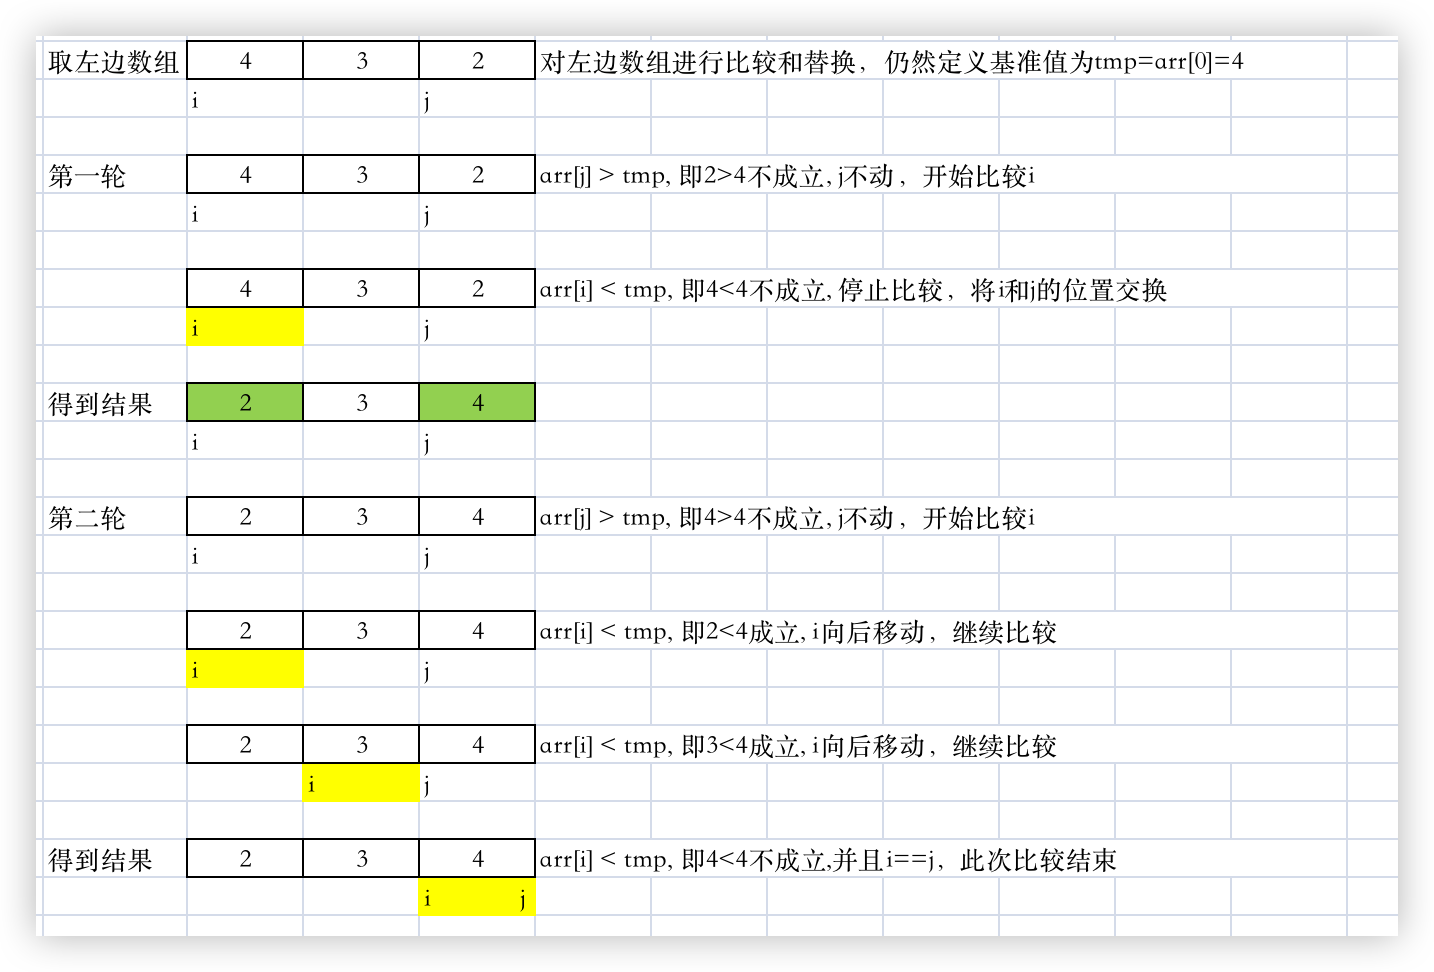 取左边数组 4 3 2 对左边数组进行比较和替换，仍然定义基准值为tmp=arr[0]=4
i j
第一轮 4 3 2 arr[j] > tmp, 即2>4不成立, j不动，开始比较i
i j
4 3 2 arr[i] < tmp, 即4<4不成立, 停止比较，将i和j的位置交换
i j
得到结果 2 3 4
i j
第二轮 2 3 4 arr[j] > tmp, 即4>4不成立, j不动，开始比较i
i j
2 3 4 arr[i] < tmp, 即2<4成立, i向后移动，继续比较
i j
2 3 4 arr[i] < tmp, 即3<4成立, i向后移动，继续比较
i j
得到结果 2 3 4 arr[i] < tmp, 即4<4不成立,并且i==j，此次比较结束
i j